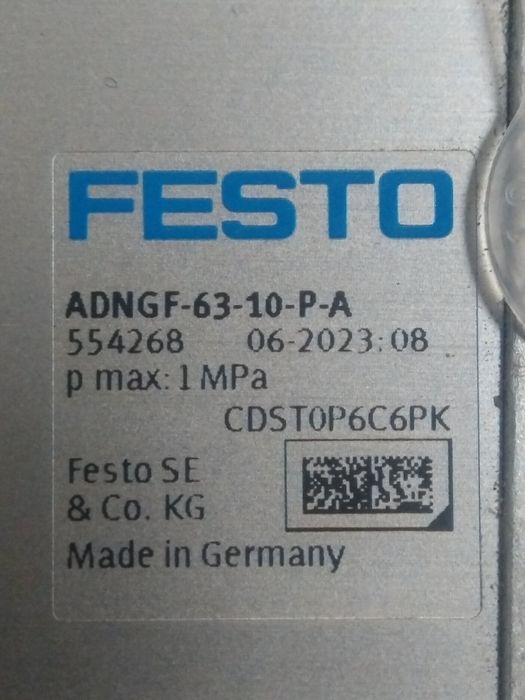 FESTO
ADNGF-63-10-P-A
554268 06-2023:08
p max: 1 MPa
CDST0P6C6PK
Festo SE
& Co. KG
Made in Germany